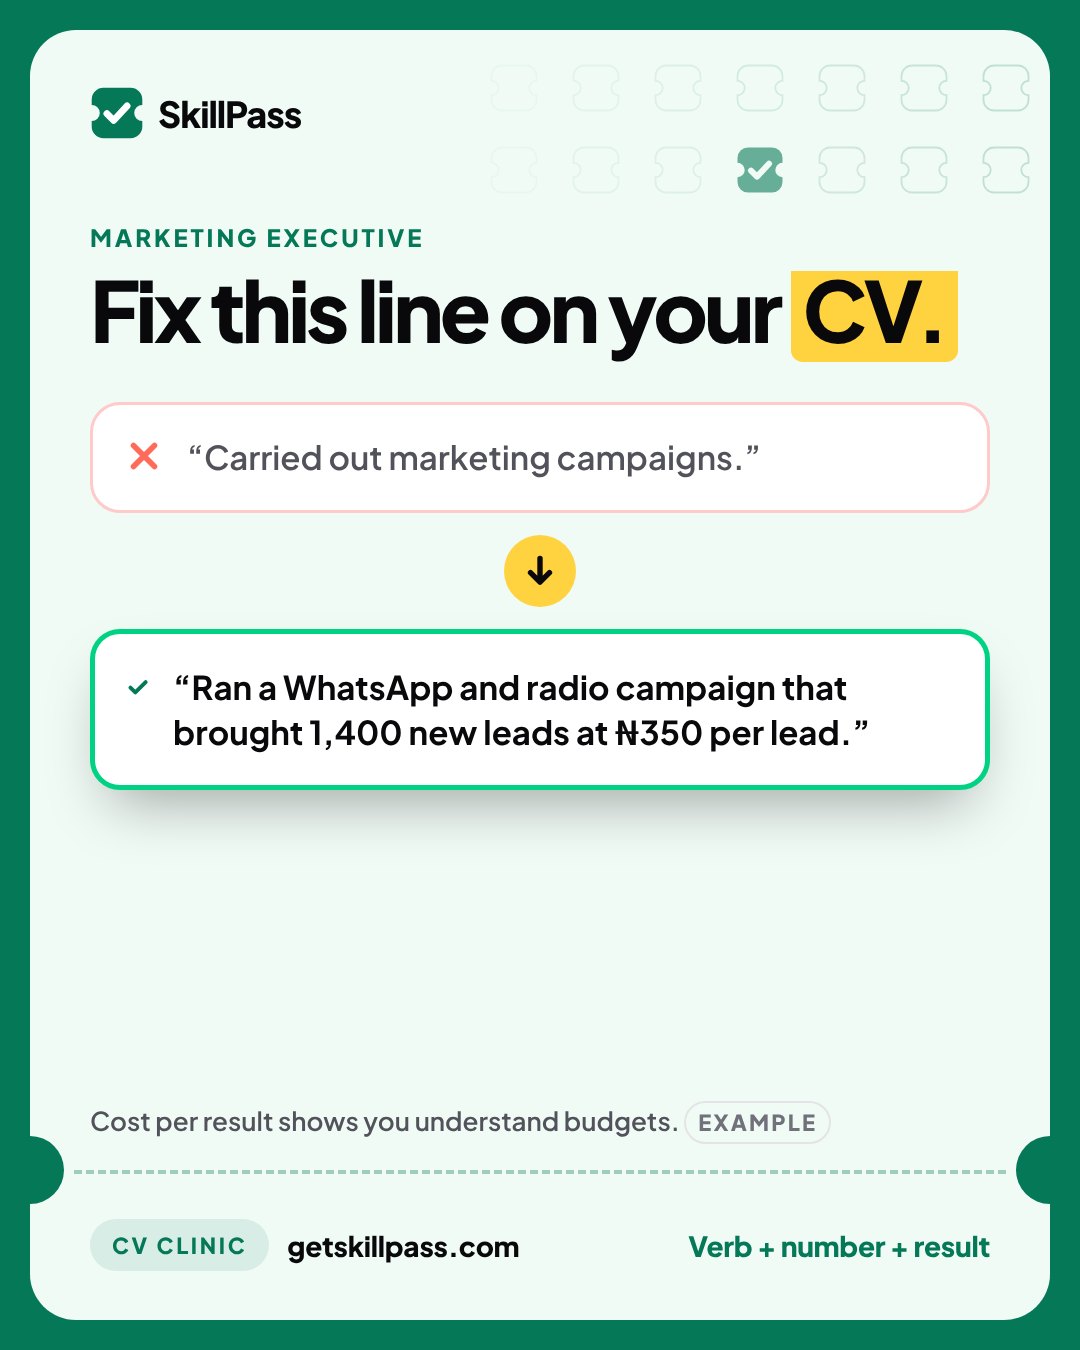 SkillPass
MARKETING EXECUTIVE
Fix this line on your CV.
“Carried out marketing campaigns.”
“Ran a WhatsApp and radio campaign that
brought 1,400 new leads at ₦350 per lead.”
Cost per result shows you understand budgets. EXAMPLE
CV CLINIC getskillpass.com Verb + number + result